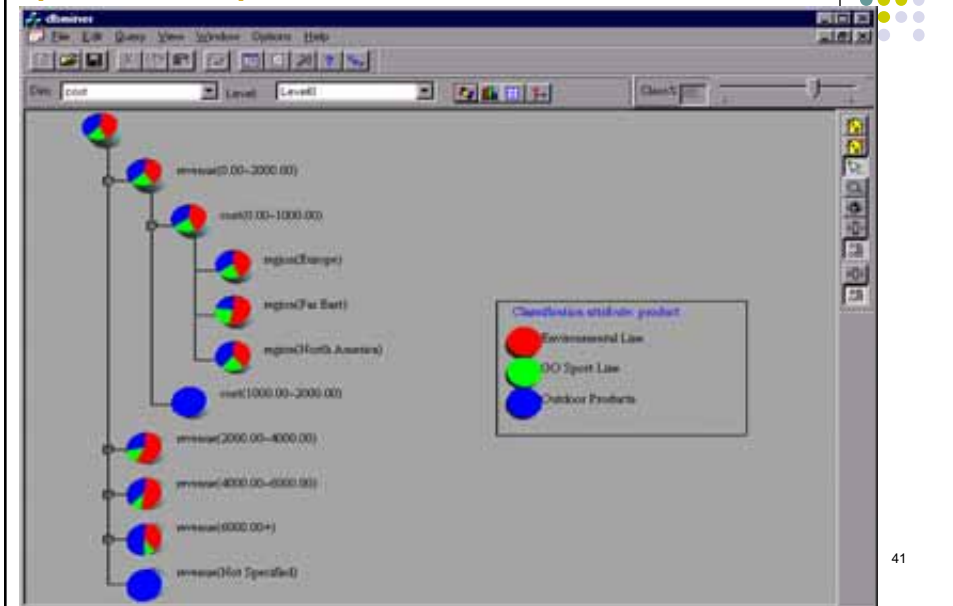 dbminer
File Edit Query View Window Options Help
Dim: cost Level: Level0 Class%
revenue(0.00~2000.00)
cost(0.00~1000.00)
region(Europe)
region(Far East)
region(North America)
cost(1000.00~2000.00)
revenue(2000.00~4000.00)
revenue(4000.00~6000.00)
revenue(6000.00+)
revenue(Not Specified)
Classification attribute: product
Environmental Line
GO Sport Line
Outdoor Products
41